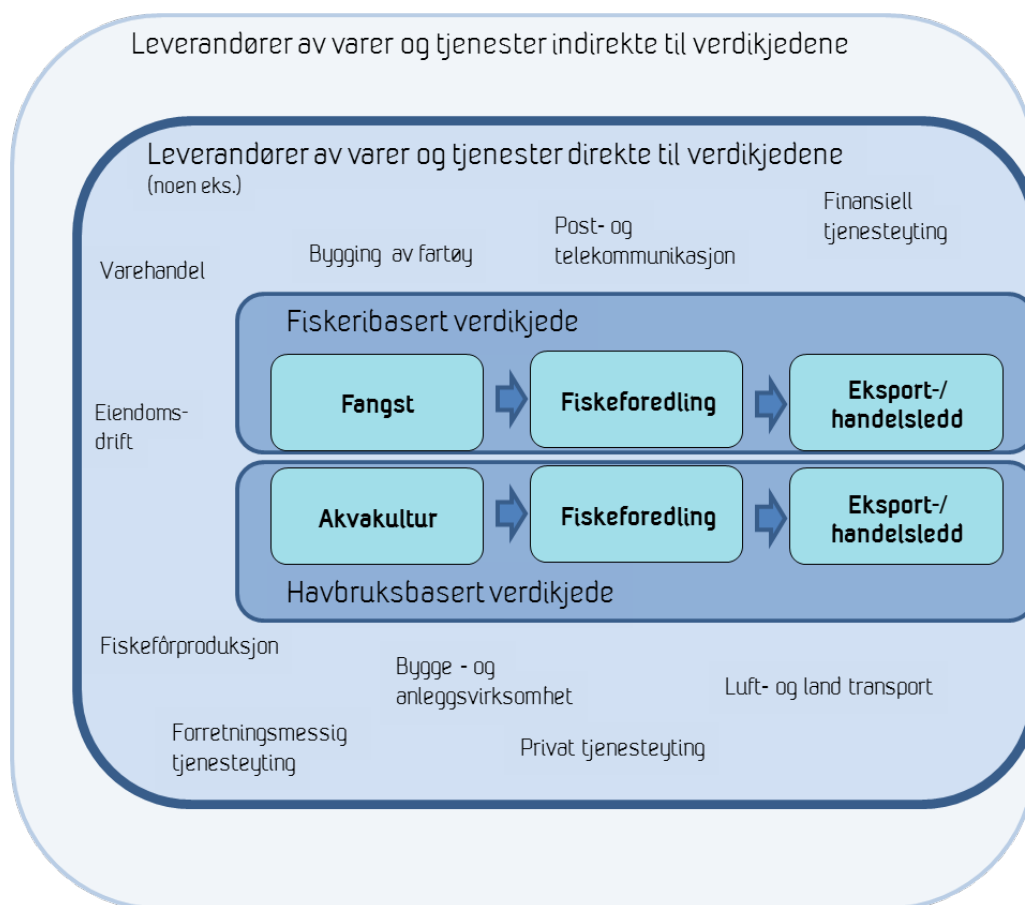 Leverandører av varer og tjenester indirekte til verdikjedene
Leverandører av varer og tjenester direkte til verdikjedene
(noen eks.)
Finansiell
tjenesteyting
Post- og
telekommunikasjon
Bygging av fartøy
Varehandel
Fiskeribasert verdikjede
Fangst
Fiskeforedling
Eksport-/
handelsledd
Eiendoms-
drift
Akvakultur
Fiskeforedling
Eksport-/
handelsledd
Havbruksbasert verdikjede
Fiskefôrproduksjon
Bygge - og
anleggsvirksomhet
Luft- og land transport
Forretningsmessig
tjenesteyting
Privat tjenesteyting